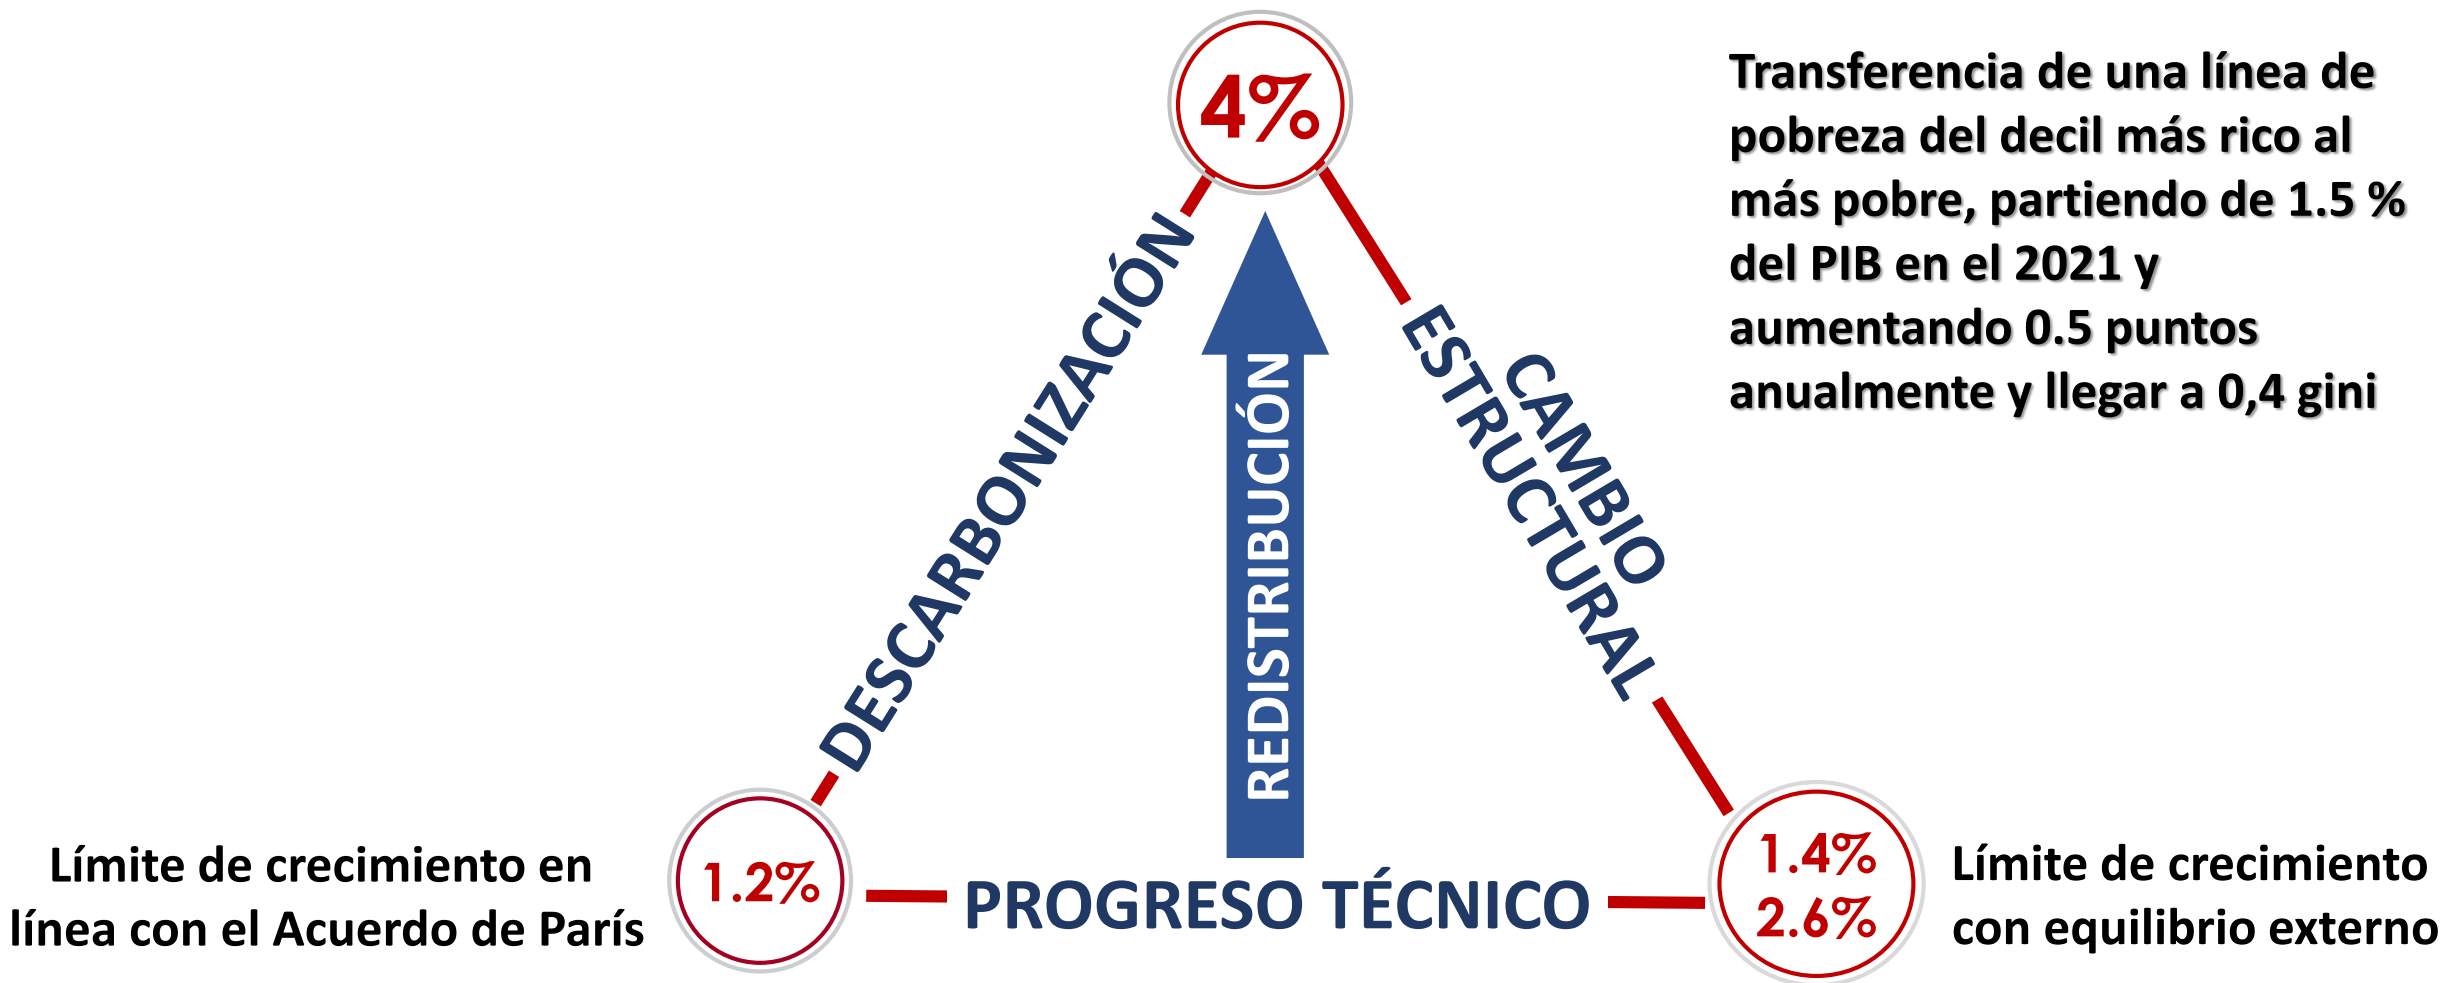 4%
Transferencia de una línea de
pobreza del decil más rico al
más pobre, partiendo de 1.5 %
del PIB en el 2021 y
aumentando 0.5 puntos
anualmente y llegar a 0,4 gini
DESCARBONIZACIÓN
REDISTRIBUCIÓN
CAMBIO
ESTRUCTURAL
Límite de crecimiento en
línea con el Acuerdo de París
1.2%
PROGRESO TÉCNICO
1.4%
2.6%
Límite de crecimiento
con equilibrio externo